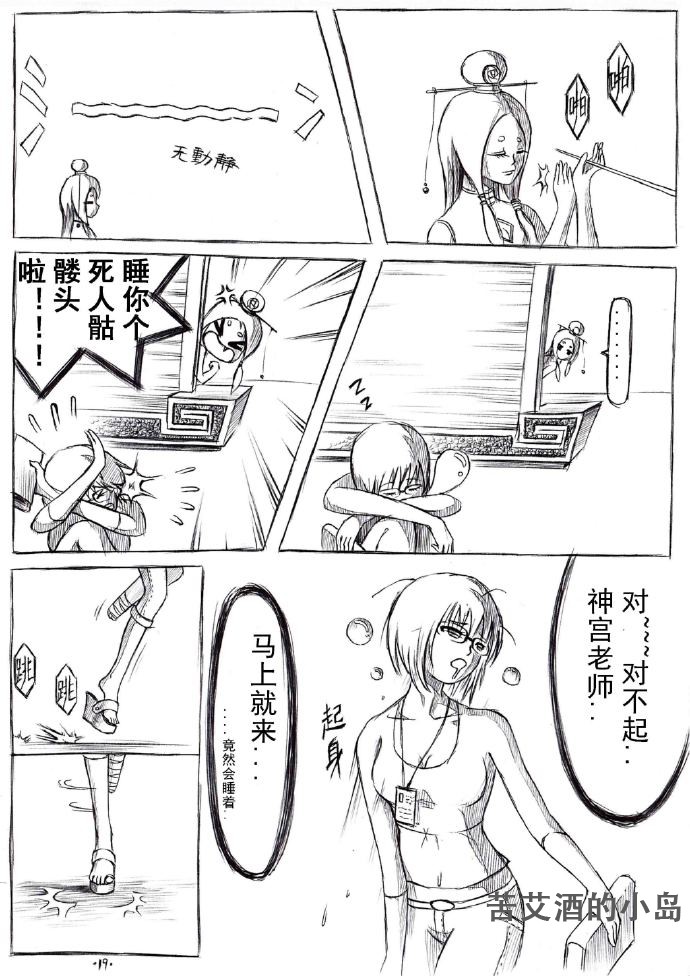 啪
啪
无動静
......
zz
睡你个
死人骷
髅头
啦！！！
对~~~对不起..
神宫老师..
起身
马上就来...
....竟然会睡着..
跳
跳
·19·
苦艾酒的小岛